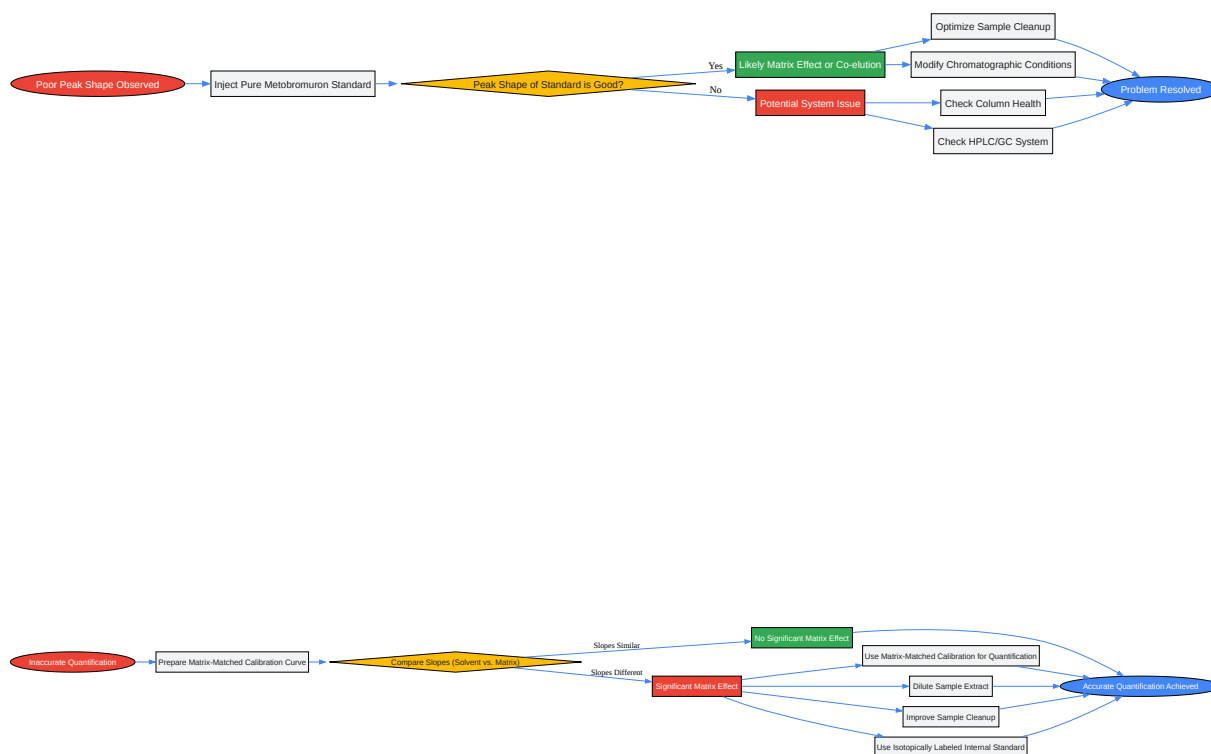 Optimize Sample Cleanup
Yes
Likely Matrix Effect or Co-elution
Modify Chromatographic Conditions
Poor Peak Shape Observed
Inject Pure Metobromuron Standard
Peak Shape of Standard is Good?
Problem Resolved
No
Potential System Issue
Check Column Health
Check HPLC/GC System
Slopes Similar
No Significant Matrix Effect
Inaccurate Quantification
Prepare Matrix-Matched Calibration Curve
Compare Slopes (Solvent vs. Matrix)
Use Matrix-Matched Calibration for Quantification
Slopes Different
Significant Matrix Effect
Dilute Sample Extract
Accurate Quantification Achieved
Improve Sample Cleanup
Use Isotopically Labeled Internal Standard